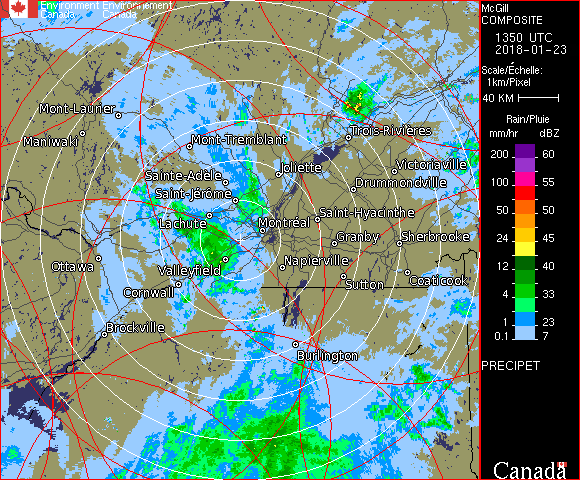 Environment Environnement
Canada Canada
Mont-Laurier
Maniwaki
Mont-Tremblant
Trois-Rivières
Sainte-Adèle
Joliette
Victoriaville
Saint-Jérôme
Drummondville
Lachute
Montréal
Saint-Hyacinthe
Granby
Sherbrooke
Ottawa
Valleyfield
Napierville
Cornwall
Sutton
Coaticook
Brockville
Burlington
McGill
COMPOSITE
1350 UTC
2018-01-23
Scale/Échelle:
1km/Pixel
40 KM
Rain/Pluie
mm/hr dBZ
200 60
100 55
50 50
24 45
12 40
4 33
1 23
0.1 7
PRECIPET
Canada